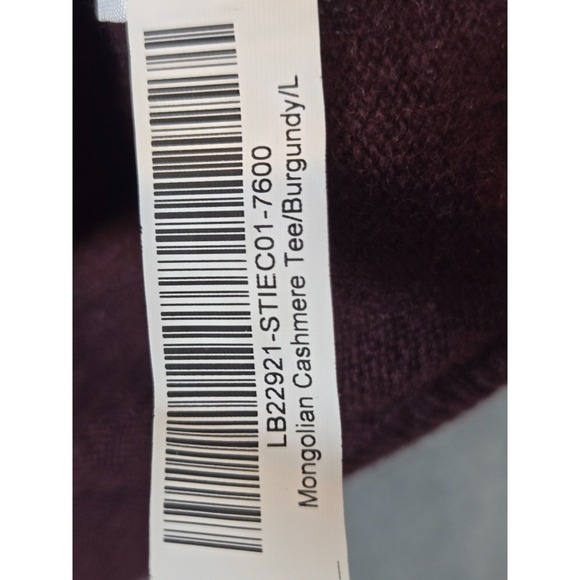 LB22921-STIEC01-7600
Mongolian Cashmere Tee/Burgundy/L